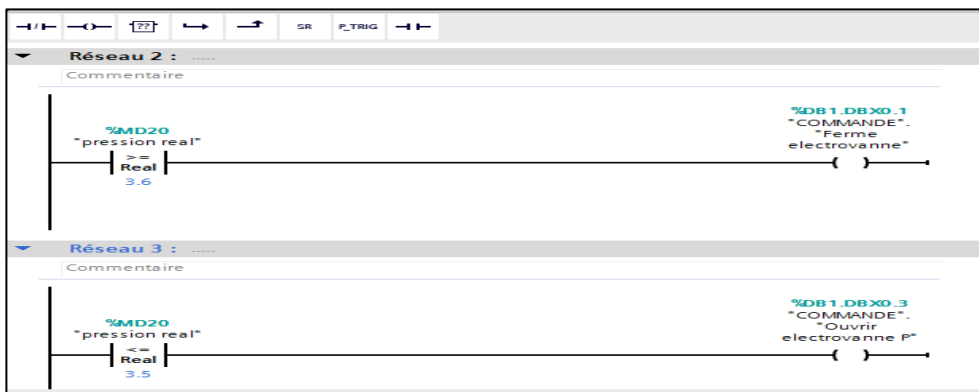 ??
SR
P_TRIG
Réseau 2 : .....
Commentaire
%MD20
"pression real"
>=
Real
3.6
%DB1.DBX0.1
"COMMANDE".
"Ferme
electrovanne"
Réseau 3 : .....
Commentaire
%MD20
"pression real"
<=
Real
3.5
%DB1.DBX0.3
"COMMANDE".
"Ouvrir
electrovanne P"